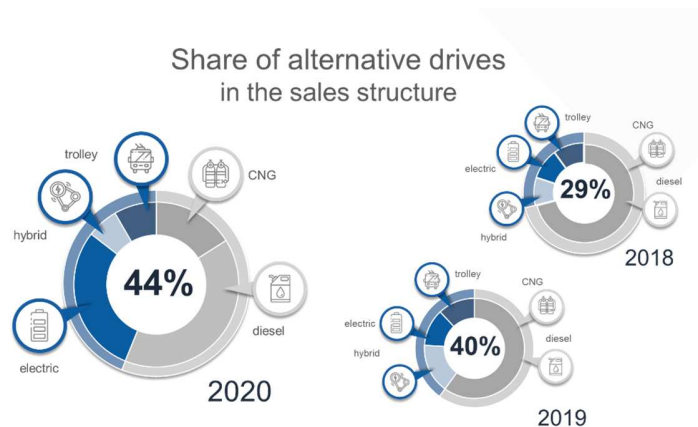 Share of alternative drives
in the sales structure
trolley
CNG
hybrid
44%
diesel
electric
2020
trolley
CNG
electric
diesel
29%
hybrid
2018
trolley
CNG
electric
diesel
hybrid
40%
2019